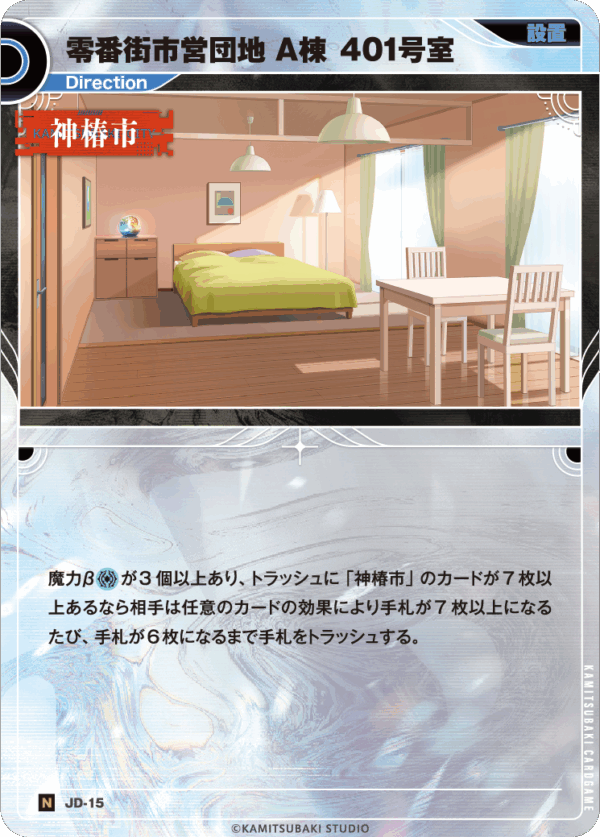 零番街市営団地 A棟 401号室
設置
Direction
神椿市
魔力β が3個以上あり、トラッシュに「神椿市」のカードが7枚以
上あるなら相手は任意のカードの効果により手札が7枚以上になる
たび、手札が6枚になるまで手札をトラッシュする。
KAMITSUBAKI CARDGAME
N JD-15
©KAMITSUBAKI STUDIO